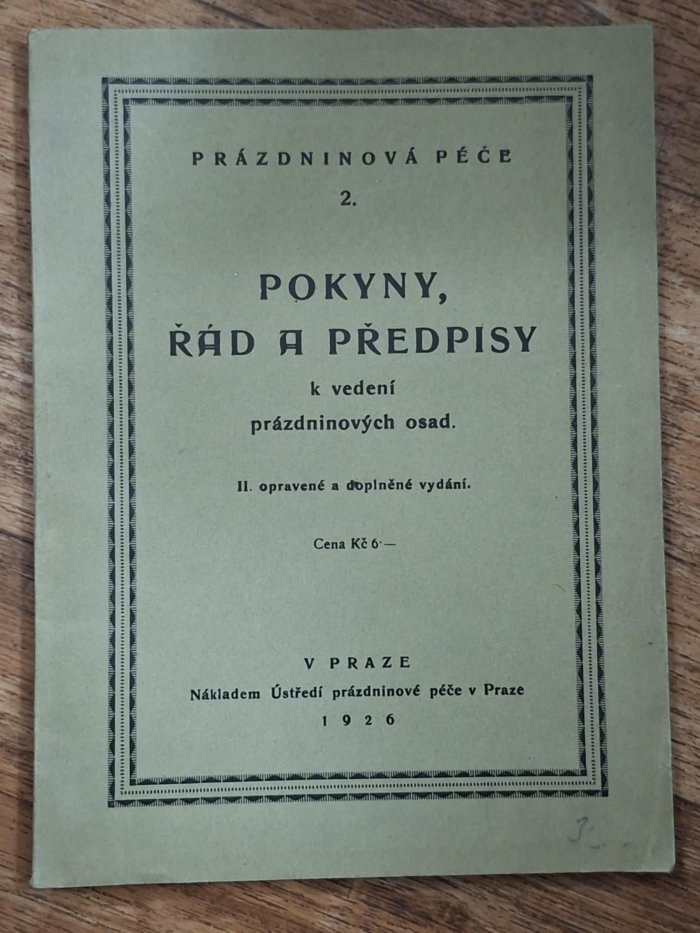 PRÁZDNINOVÁ PÉČE
2.
POKYNY,
ŘÁD A PŘEDPISY
k vedení
prázdninových osad.
II. opravené a doplněné vydání.
Cena Kč 6·—
V PRAZE
Nákladem Ústředí prázdninové péče v Praze
1926